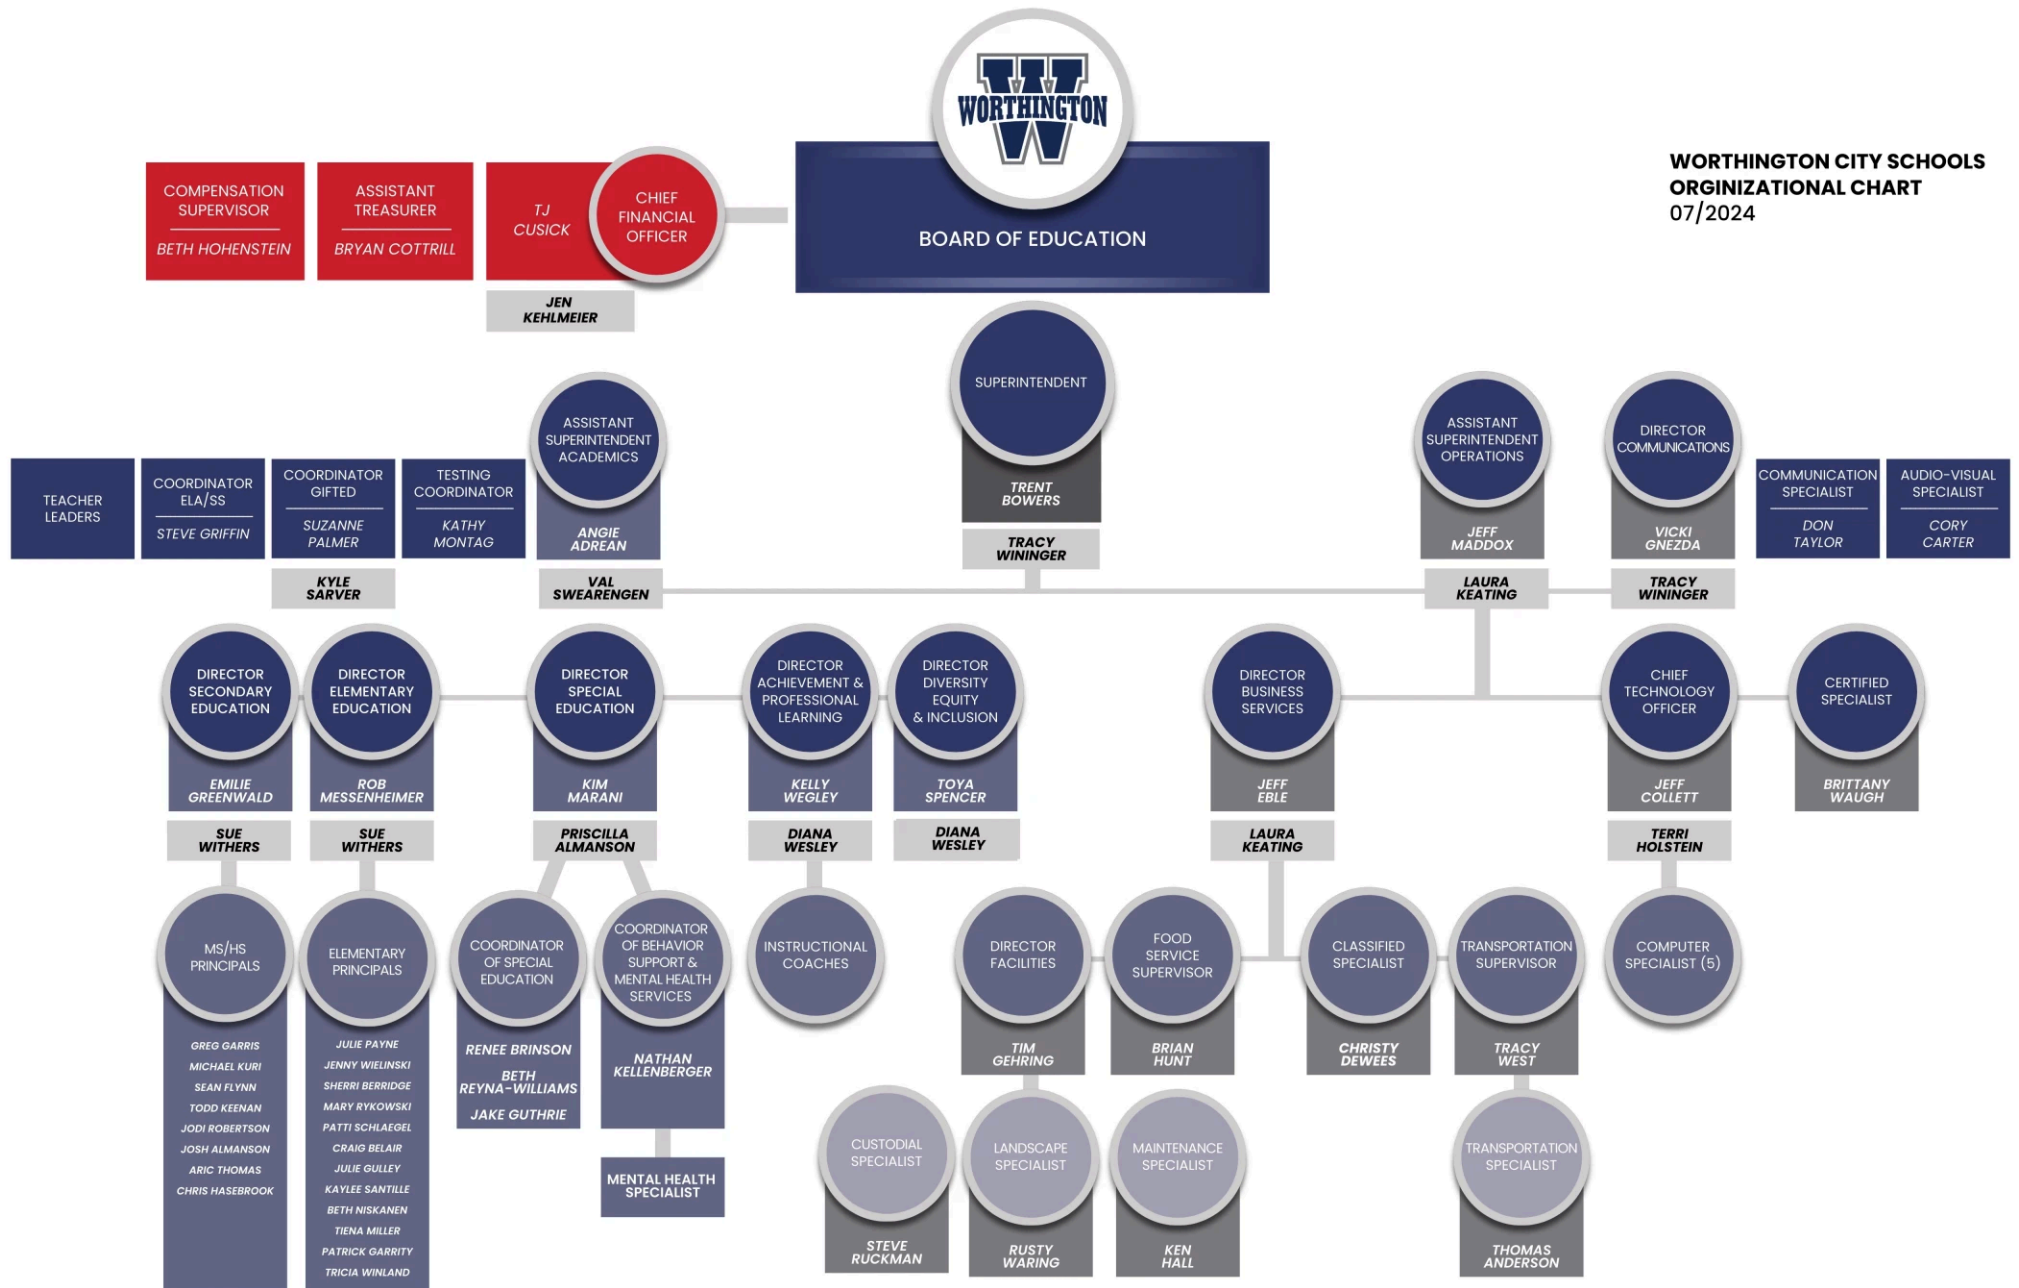 WORTHINGTON
WORTHINGTON CITY SCHOOLS
ORGINIZATIONAL CHART
07/2024
BOARD OF EDUCATION
COMPENSATION
SUPERVISOR
BETH HOHENSTEIN
ASSISTANT
TREASURER
BRYAN COTTRILL
TJ
CUSICK
CHIEF
FINANCIAL
OFFICER
JEN
KEHLMEIER
SUPERINTENDENT
TRENT
BOWERS
TRACY
WININGER
TEACHER
LEADERS
COORDINATOR
ELA/SS
STEVE GRIFFIN
COORDINATOR
GIFTED
SUZANNE
PALMER
KYLE
SARVER
TESTING
COORDINATOR
KATHY
MONTAG
ASSISTANT
SUPERINTENDENT
ACADEMICS
ANGIE
ADREAN
VAL
SWEARENGEN
ASSISTANT
SUPERINTENDENT
OPERATIONS
JEFF
MADDOX
LAURA
KEATING
DIRECTOR
COMMUNICATIONS
VICKI
GNEZDA
TRACY
WININGER
COMMUNICATION
SPECIALIST
DON
TAYLOR
AUDIO-VISUAL
SPECIALIST
CORY
CARTER
DIRECTOR
SECONDARY
EDUCATION
EMILIE
GREENWALD
SUE
WITHERS
DIRECTOR
ELEMENTARY
EDUCATION
ROB
MESSENHEIMER
SUE
WITHERS
DIRECTOR
SPECIAL
EDUCATION
KIM
MARANI
PRISCILLA
ALMANSON
DIRECTOR
ACHIEVEMENT &
PROFESSIONAL
LEARNING
KELLY
WEGLEY
DIANA
WESLEY
DIRECTOR
DIVERSITY
EQUITY
& INCLUSION
TOYA
SPENCER
DIANA
WESLEY
DIRECTOR
BUSINESS
SERVICES
JEFF
EBLE
LAURA
KEATING
CHIEF
TECHNOLOGY
OFFICER
JEFF
COLLETT
TERRI
HOLSTEIN
CERTIFIED
SPECIALIST
BRITTANY
WAUGH
MS/HS
PRINCIPALS
GREG GARRIS
MICHAEL KURI
SEAN FLYNN
TODD KEENAN
JODI ROBERTSON
JOSH ALMANSON
ARIC THOMAS
CHRIS HASEBROOK
ELEMENTARY
PRINCIPALS
JULIE PAYNE
JENNY WIELINSKI
SHERRI BERRIDGE
MARY RYKOWSKI
PATTI SCHLAEGEL
CRAIG BELAIR
JULIE GULLEY
KAYLEE SANTILLE
BETH NISKANEN
TIENA MILLER
PATRICK GARRITY
TRICIA WINLAND
COORDINATOR
OF SPECIAL
EDUCATION
RENEE BRINSON
BETH
REYNA-WILLIAMS
JAKE GUTHRIE
COORDINATOR
OF BEHAVIOR
SUPPORT &
MENTAL HEALTH
SERVICES
NATHAN
KELLENBERGER
MENTAL HEALTH
SPECIALIST
INSTRUCTIONAL
COACHES
DIRECTOR
FACILITIES
TIM
GEHRING
FOOD
SERVICE
SUPERVISOR
BRIAN
HUNT
CLASSIFIED
SPECIALIST
CHRISTY
DEWEES
TRANSPORTATION
SUPERVISOR
TRACY
WEST
COMPUTER
SPECIALIST (5)
CUSTODIAL
SPECIALIST
STEVE
RUCKMAN
LANDSCAPE
SPECIALIST
RUSTY
WARING
MAINTENANCE
SPECIALIST
KEN
HALL
TRANSPORTATION
SPECIALIST
THOMAS
ANDERSON